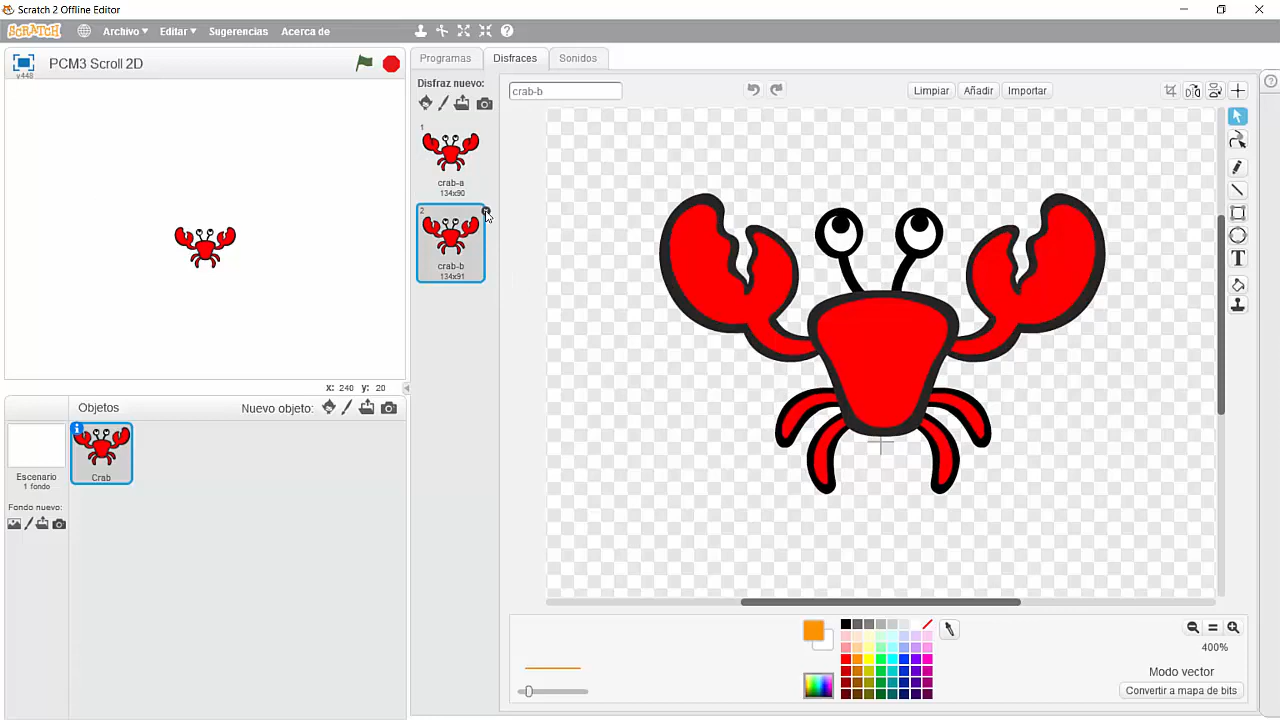 Scratch 2 Offline Editor
SCRATCH Archivo Editar Sugerencias Acerca de
v448 PCM3 Scroll 2D
Programas Disfraces Sonidos
Disfraz nuevo:
crab-b
Limpiar Añadir Importar
1
crab-a
134x90
2
crab-b
134x91
x: 240 y: 20
Objetos Nuevo objeto:
Escenario
1 fondo
Crab
Fondo nuevo:
T
400%
Modo vector
Convertir a mapa de bits